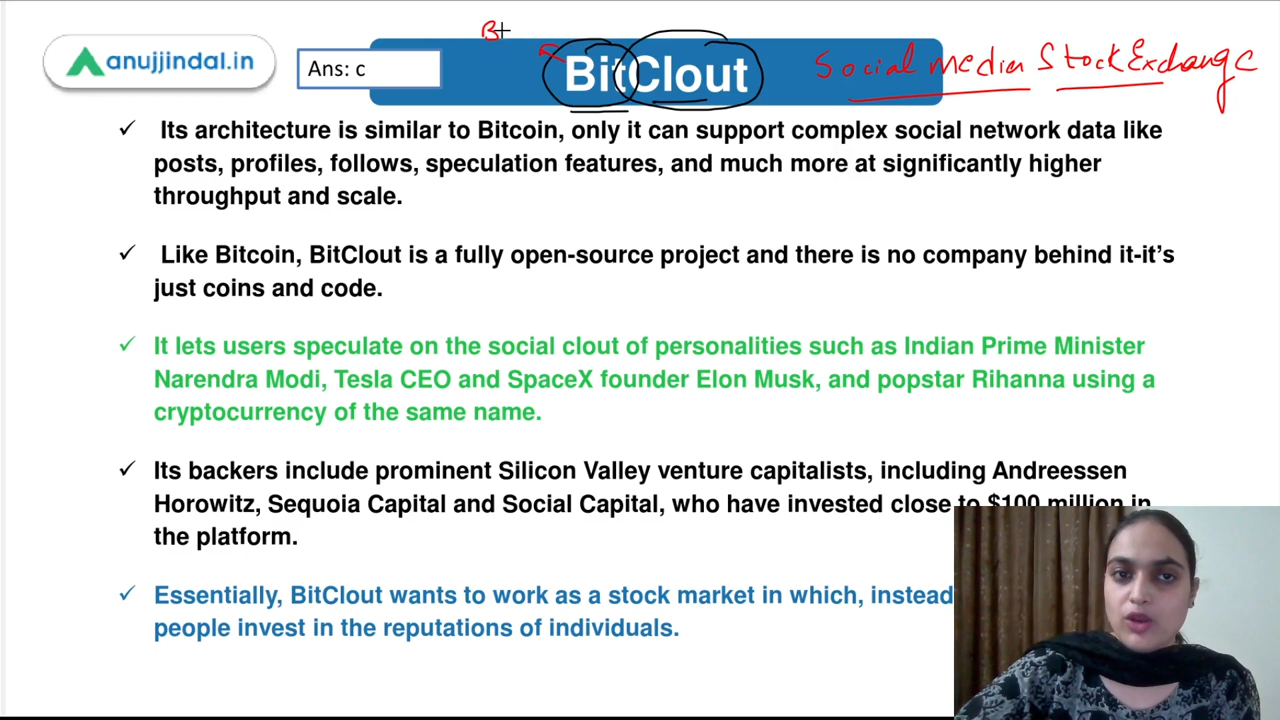 Bt
anujjindal.in
Ans: c
BitClout
Social media Stock Exchange
✓ Its architecture is similar to Bitcoin, only it can support complex social network data like
posts, profiles, follows, speculation features, and much more at significantly higher
throughput and scale.
✓ Like Bitcoin, BitClout is a fully open-source project and there is no company behind it-it’s
just coins and code.
✓ It lets users speculate on the social clout of personalities such as Indian Prime Minister
Narendra Modi, Tesla CEO and SpaceX founder Elon Musk, and popstar Rihanna using a
cryptocurrency of the same name.
✓ Its backers include prominent Silicon Valley venture capitalists, including Andreessen
Horowitz, Sequoia Capital and Social Capital, who have invested close to $100 million in
the platform.
✓ Essentially, BitClout wants to work as a stock market in which, instead
people invest in the reputations of individuals.